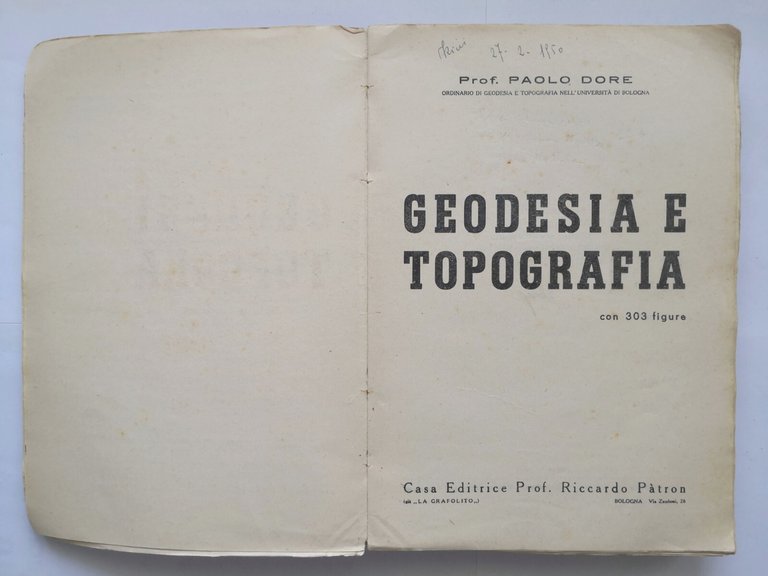 27-2-1950
Prof. PAOLO DORE
ORDINARIO DI GEODESIA E TOPOGRAFIA NELL'UNIVERSITÀ DI BOLOGNA
GEODESIA E
TOPOGRAFIA
con 303 figure
Casa Editrice Prof. Riccardo Pàtron
(già „LA GRAFOLITO„) BOLOGNA Via Zamboni, 26